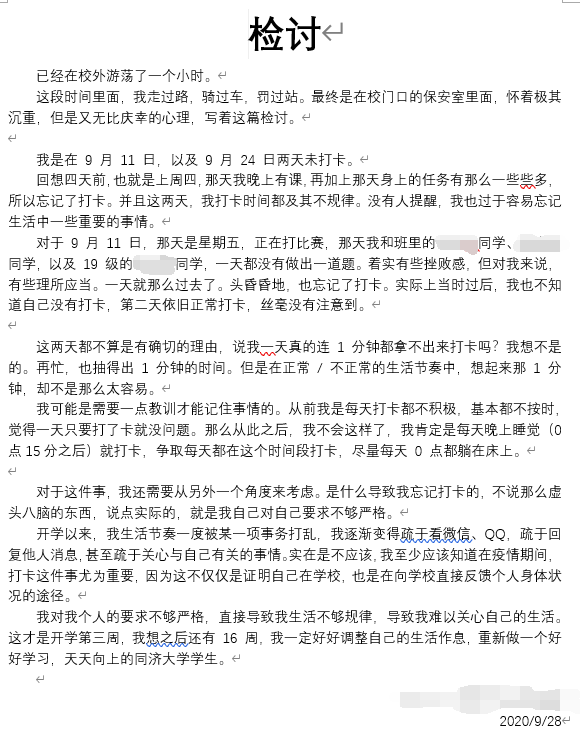 检讨
已经在校外游荡了一个小时。
这段时间里面，我走过路，骑过车，罚过站。最终是在校门口的保安室里面，怀着极其
沉重，但是又无比庆幸的心理，写着这篇检讨。
我是在 9 月 11 日，以及 9 月 24 日两天未打卡。
回想四天前，也就是上周四，那天我晚上有课，再加上那天身上的任务有那么一些些多，
所以忘记了打卡。并且这两天，我打卡时间都及其不规律。没有人提醒，我也过于容易忘记
生活中一些重要的事情。
对于 9 月 11 日，那天是星期五，正在打比赛，那天我和班里的同学、
同学，以及 19 级的同学，一天都没有做出一道题。着实有些挫败感，但对我来说，
有些理所应当。一天就那么过去了。头昏昏地，也忘记了打卡。实际上当时过后，我也不知
道自己没有打卡，第二天依旧正常打卡，丝毫没有注意到。
这两天都不算是有确切的理由，说我一天真的连 1 分钟都拿不出来打卡吗？我想不是
的。再忙，也抽得出 1 分钟的时间。但是在正常 / 不正常的生活节奏中，想起来那 1 分
钟，却不是那么太容易。
我可能是需要一点教训才能记住事情的。从前我是每天打卡都不积极，基本都不按时，
觉得一天只要打了卡就没问题。那么从此之后，我不会这样了，我肯定是每天晚上睡觉（0
点 15 分之后）就打卡，争取每天都在这个时间段打卡，尽量每天 0 点都躺在床上。
对于这件事，我还需要从另外一个角度来考虑。是什么导致我忘记打卡的，不说那么虚
头八脑的东西，说点实际的，就是我自己对自己要求不够严格。
开学以来，我生活节奏一度被某一项事务打乱，我逐渐变得疏于看微信、QQ，疏于回
复他人消息，甚至疏于关心与自己有关的事情。实在是不应该，我至少应该知道在疫情期间，
打卡这件事尤为重要，因为这不仅仅是证明自己在学校，也是在向学校直接反馈个人身体状
况的途径。
我对我个人的要求不够严格，直接导致我生活不够规律，导致我难以关心自己的生活。
这才是开学第三周，我想之后还有 16 周，我一定好好调整自己的生活作息，重新做一个好
好学习，天天向上的同济大学学生。
2020/9/28